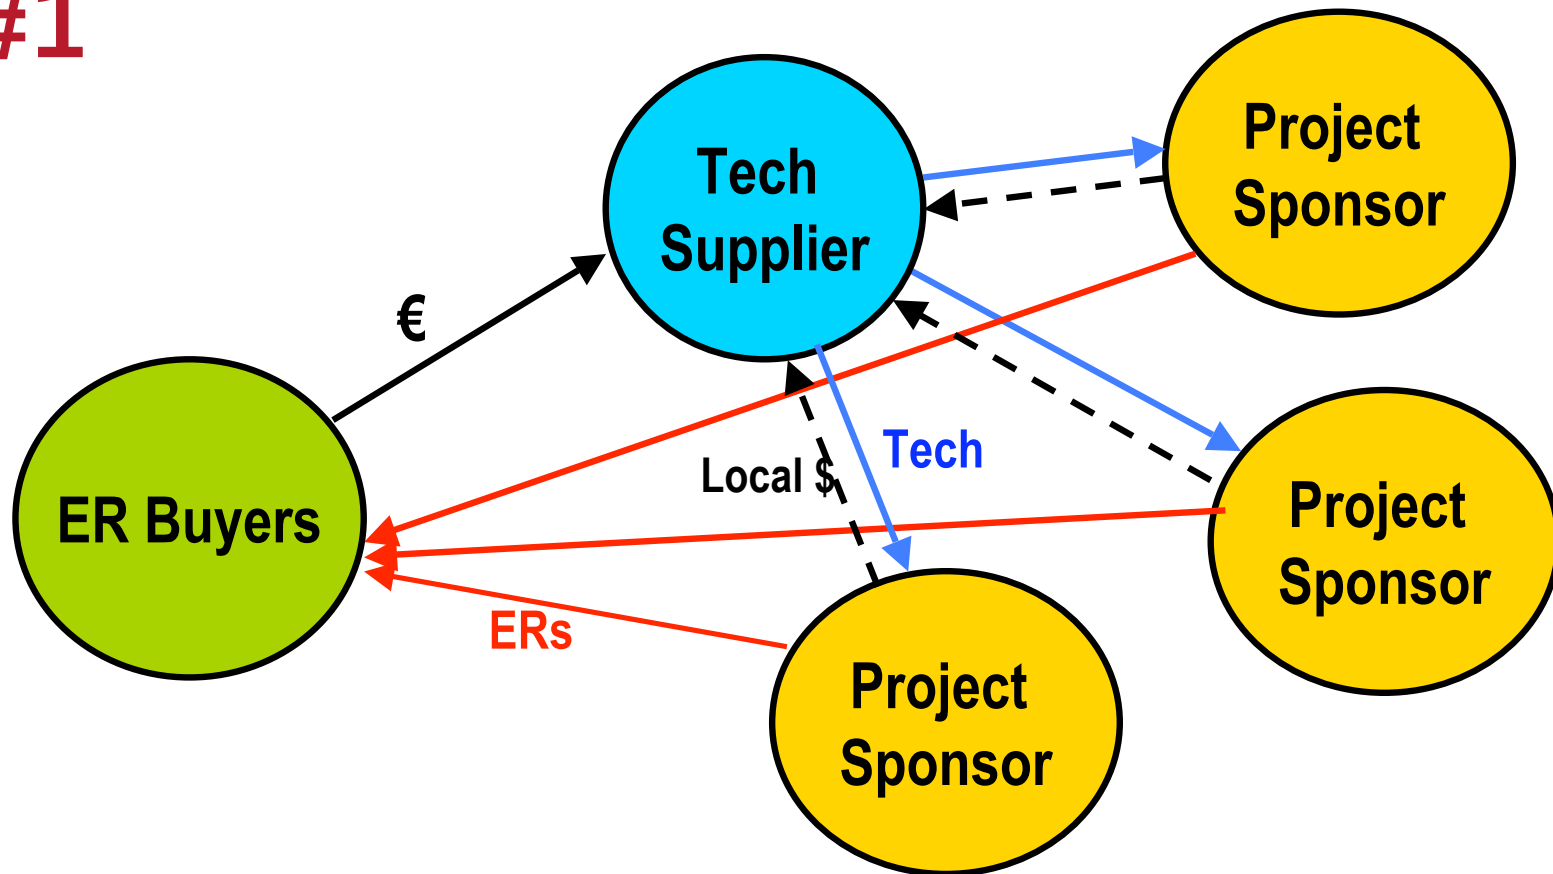 #1
Project
Sponsor
Tech
Supplier
€
ER Buyers
Local $
Tech
Project
Sponsor
ERs
Project
Sponsor